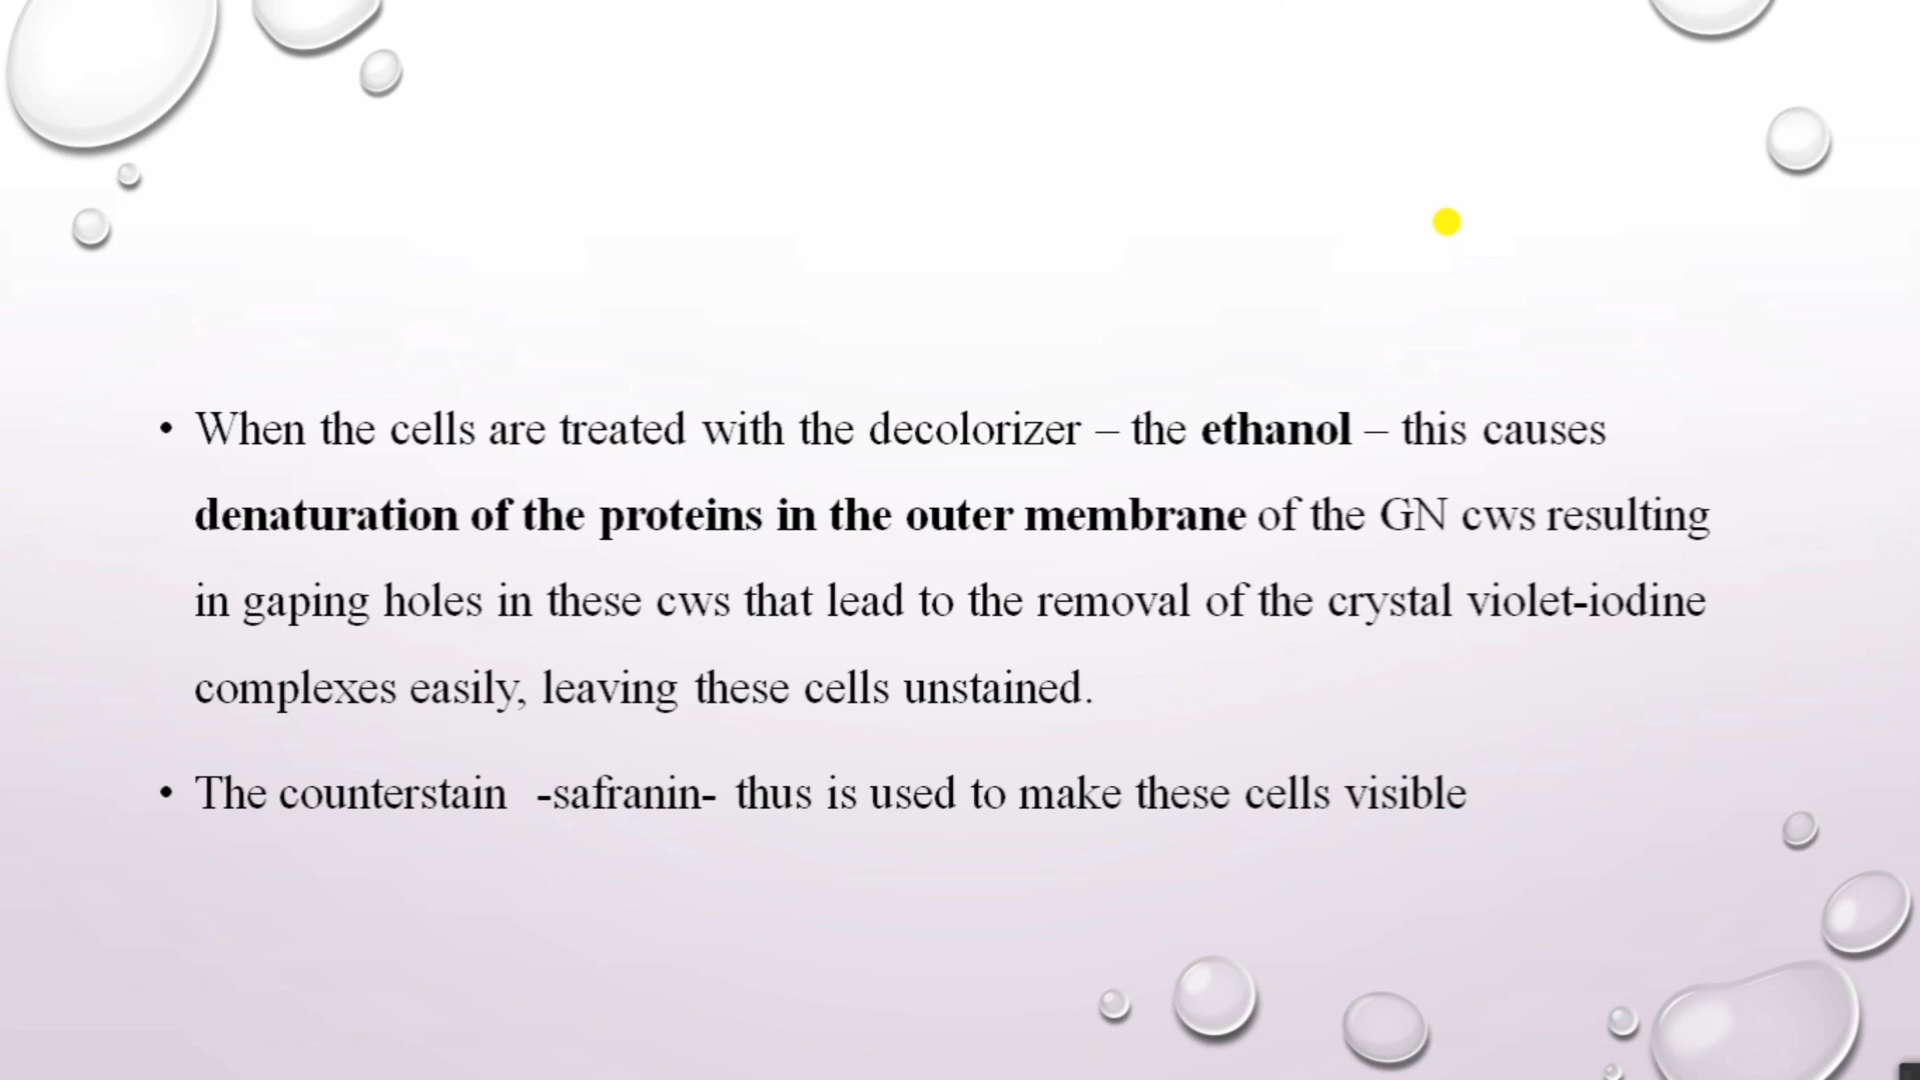 • When the cells are treated with the decolorizer – the ethanol – this causes
denaturation of the proteins in the outer membrane of the GN cws resulting
in gaping holes in these cws that lead to the removal of the crystal violet-iodine
complexes easily, leaving these cells unstained.
• The counterstain -safranin- thus is used to make these cells visible